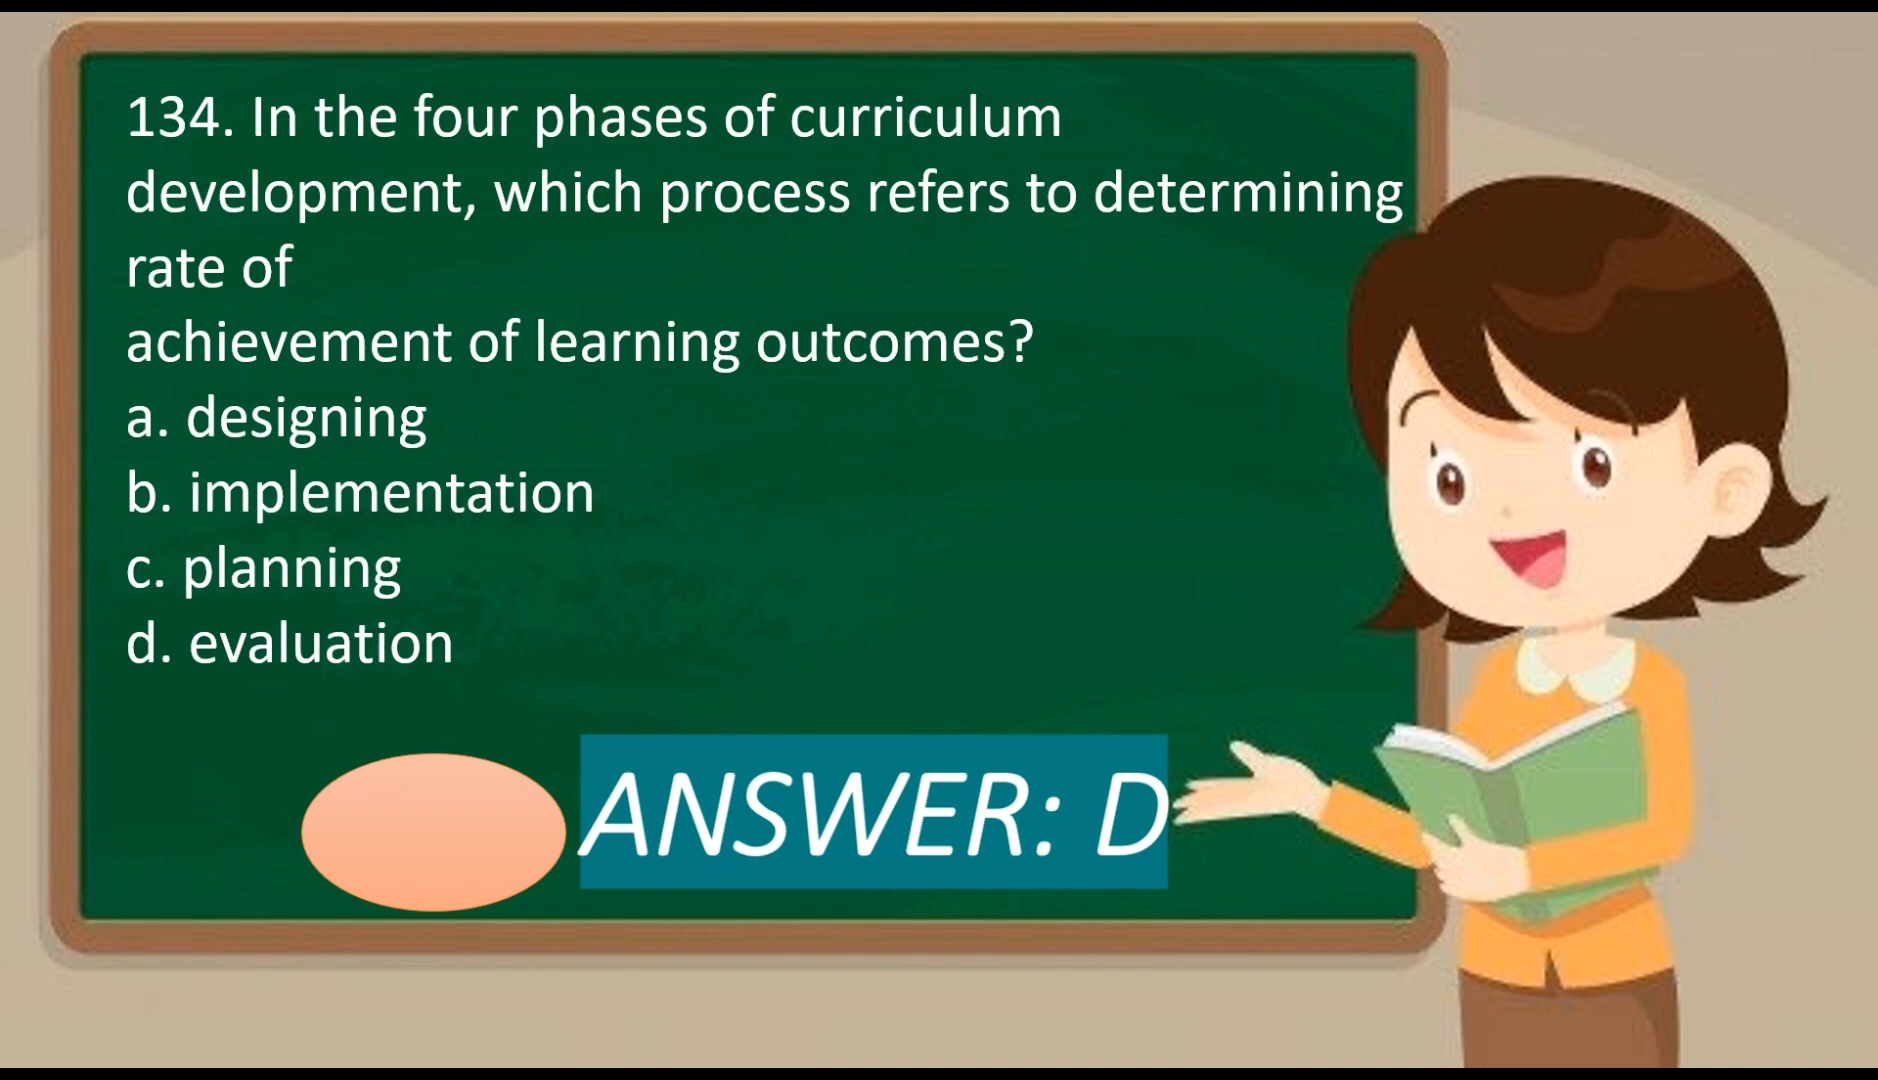 134. In the four phases of curriculum
development, which process refers to determining
rate of
achievement of learning outcomes?
a. designing
b. implementation
c. planning
d. evaluation
ANSWER: D